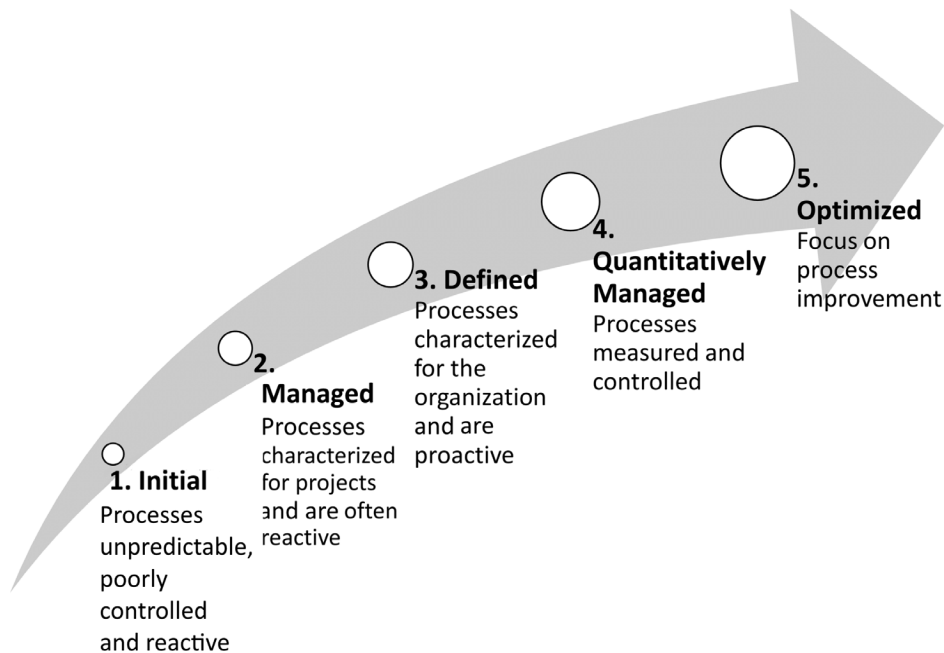 1. Initial
Processes
unpredictable,
poorly
controlled
and reactive
2.
Managed
Processes
characterized
for projects
and are often
reactive
3. Defined
Processes
characterized
for the
organization
and are
proactive
4.
Quantitatively
Managed
Processes
measured and
controlled
5.
Optimized
Focus on
process
improvement